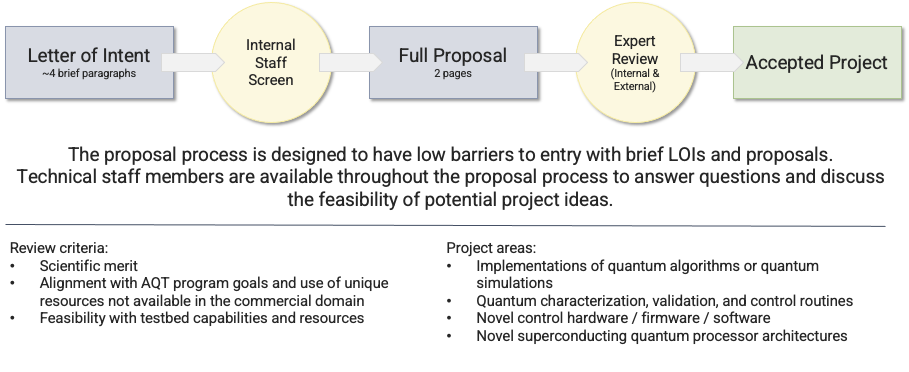 Letter of Intent
~4 brief paragraphs
Internal
Staff
Screen
Full Proposal
2 pages
Expert
Review
(Internal &
External)
Accepted Project
The proposal process is designed to have low barriers to entry with brief LOIs and proposals.
Technical staff members are available throughout the proposal process to answer questions and discuss
the feasibility of potential project ideas.
Review criteria:
• Scientific merit
• Alignment with AQT program goals and use of unique
resources not available in the commercial domain
• Feasibility with testbed capabilities and resources
Project areas:
• Implementations of quantum algorithms or quantum
simulations
• Quantum characterization, validation, and control routines
• Novel control hardware / firmware / software
• Novel superconducting quantum processor architectures